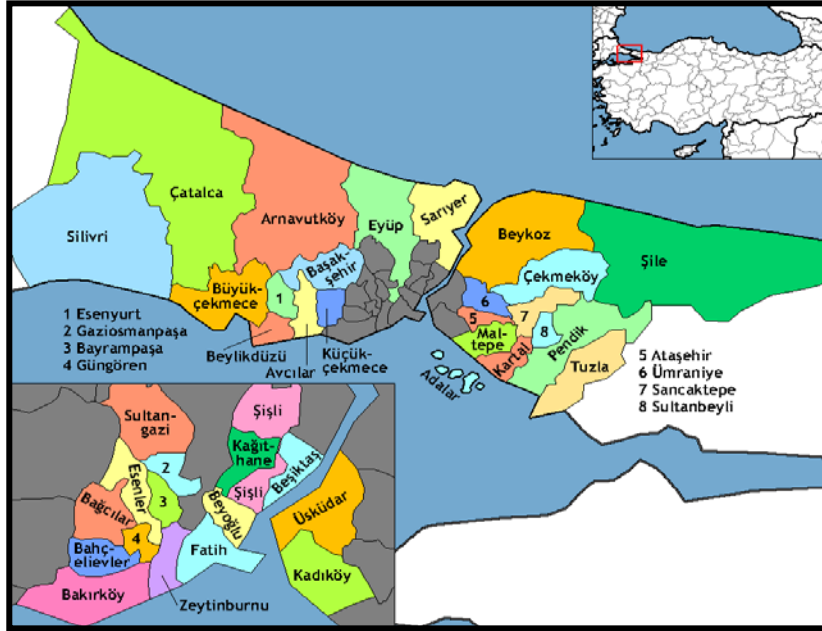 Silivri
Çatalca
Arnavutköy
Eyüp
Sarıyer
Beykoz
Şile
Çekmeköy
Büyük-
çekmece
Başak-
şehir
1
Beylikdüzü
Avcılar
Küçük-
çekmece
1 Esenyurt
2 Gaziosmanpaşa
3 Bayrampaşa
4 Güngören
6
5
7
8
Mal-
tepe
Kartal
Pendik
Tuzla
Adalar
5 Ataşehir
6 Ümraniye
7 Sancaktepe
8 Sultanbeyli
Sultan-
gazi
Şişli
Kağıt-
hane
Şişli
Beşiktaş
Esenler
2
3
Bağcılar
4
Beyoğlu
Üsküdar
Bahç-
elievler
Fatih
Kadıköy
Bakırköy
Zeytinburnu